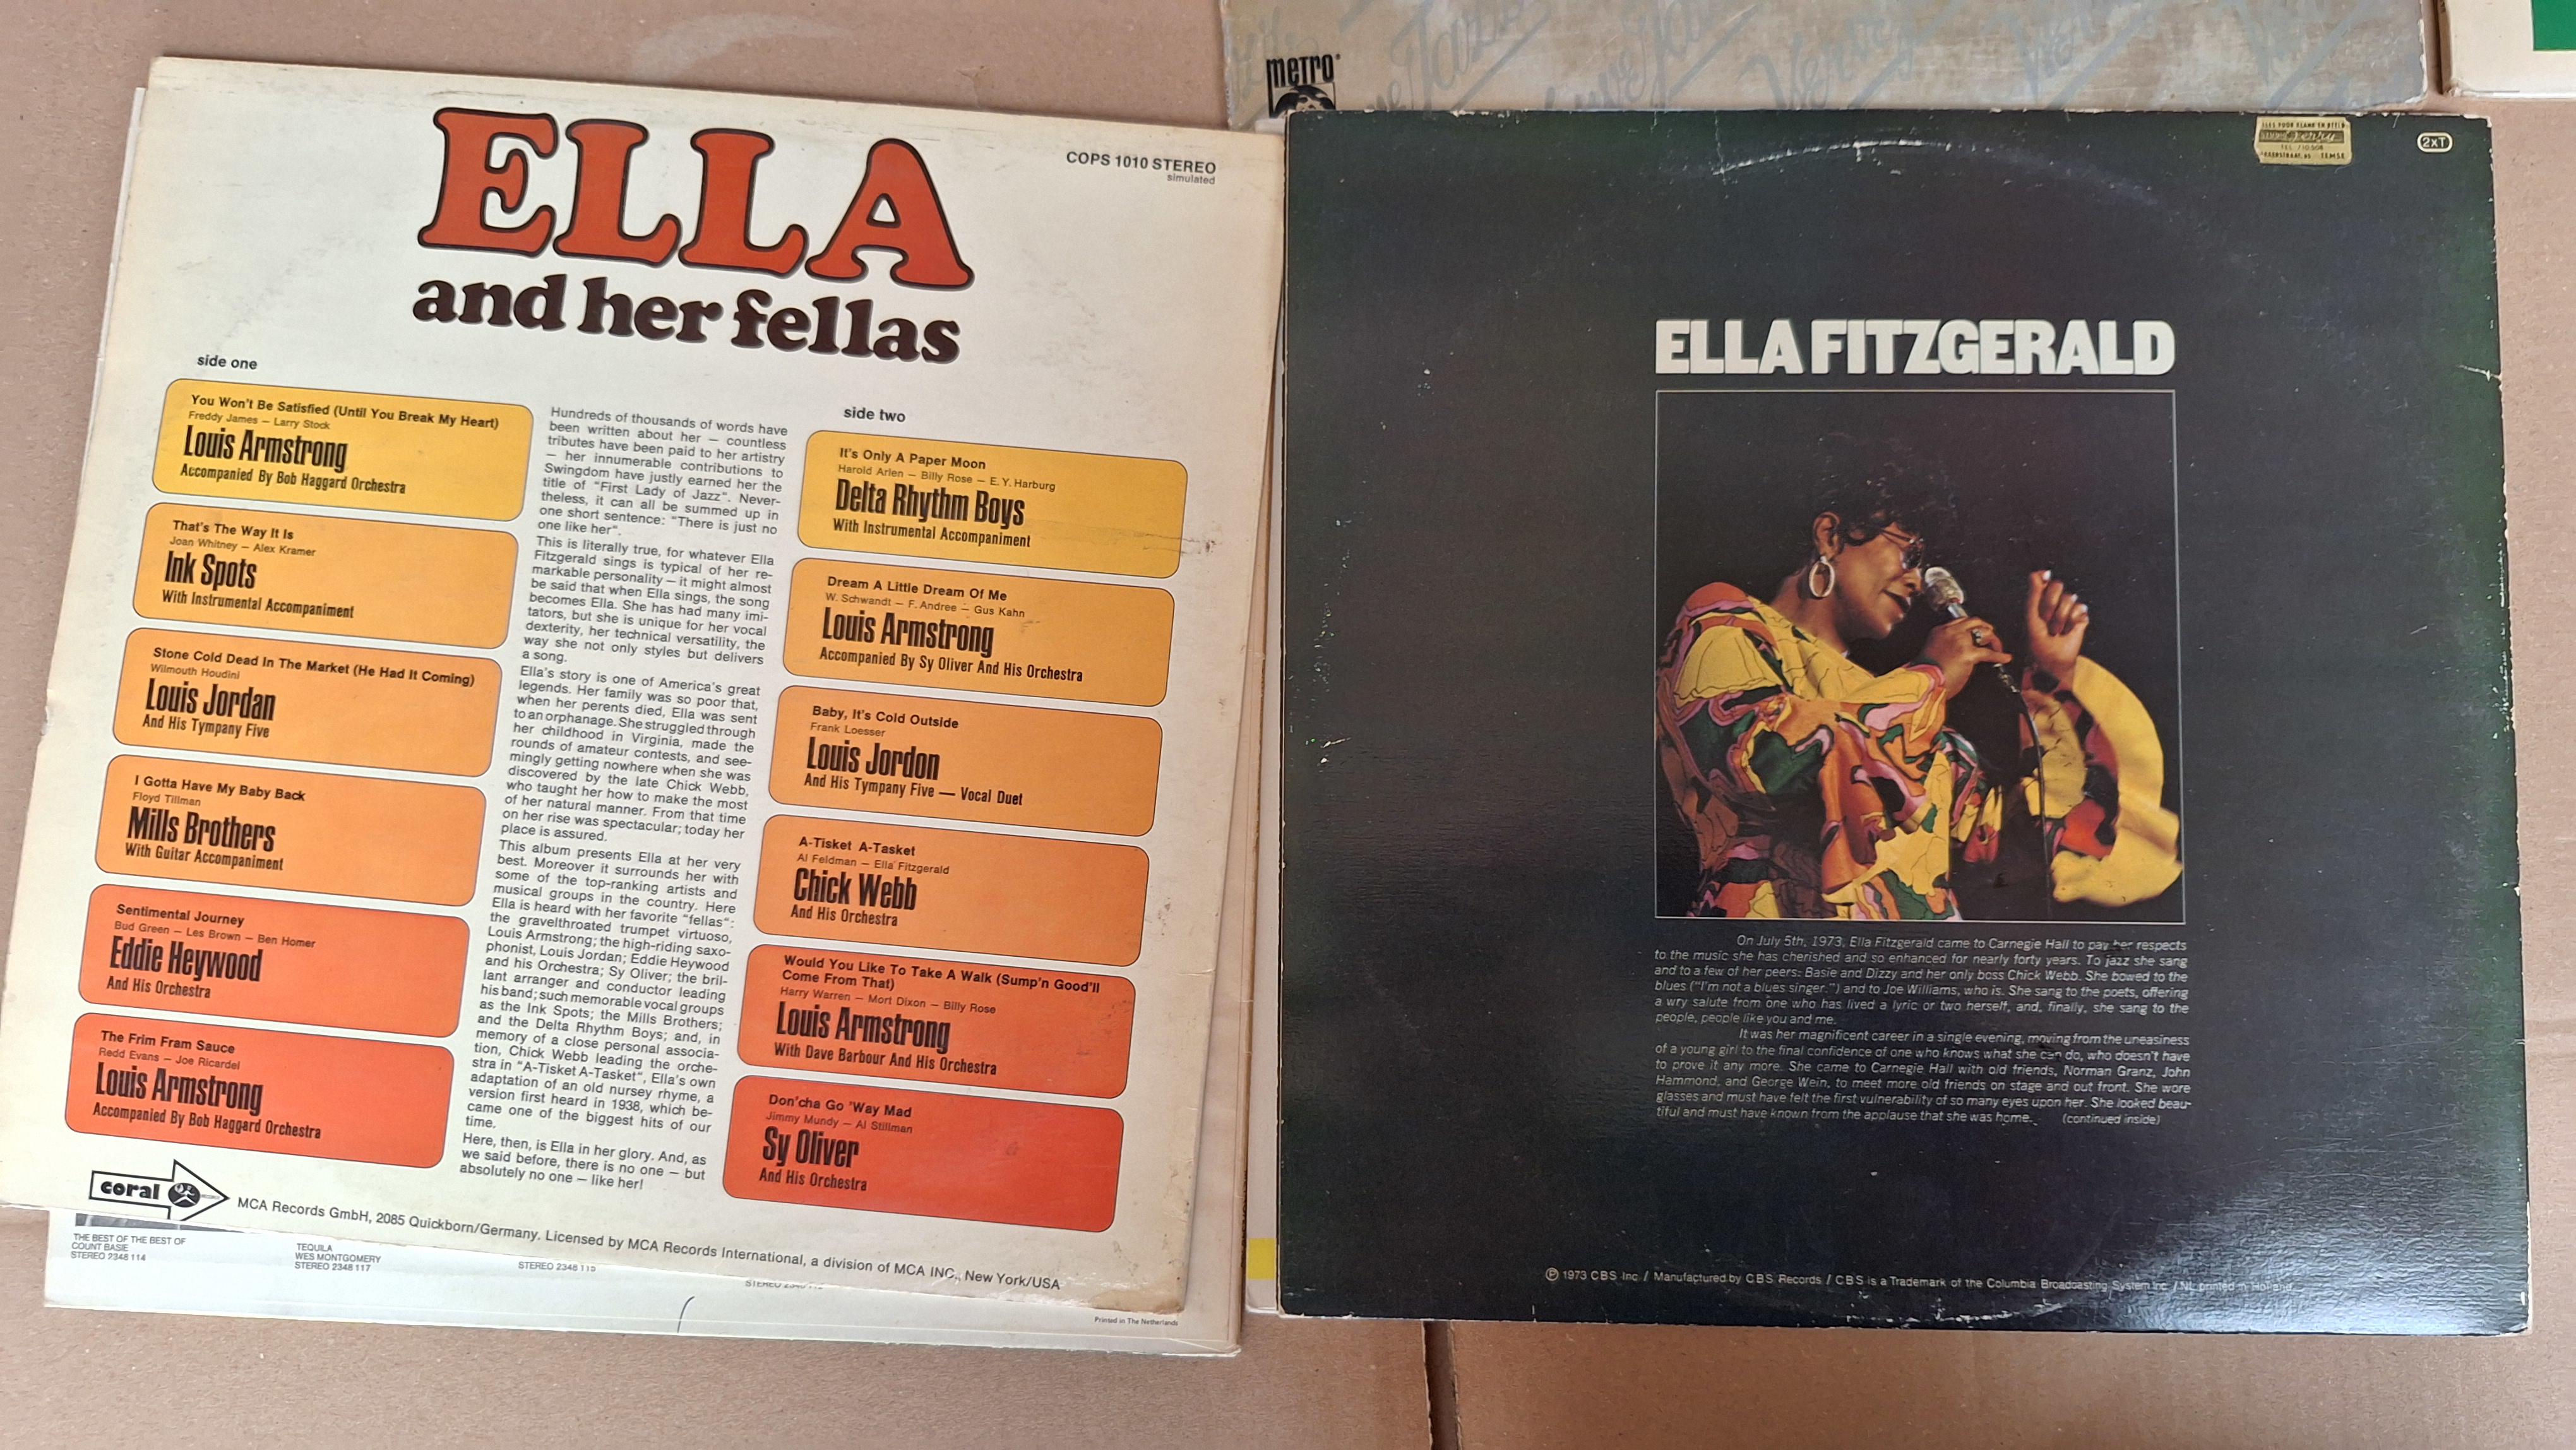 ELLA
and her fellas
COPS 1010 STEREO
simulated
side one
You Won't Be Satisfied (Until You Break My Heart)
Freddy James – Larry Stock
Louis Armstrong
Accompanied By Bob Haggard Orchestra
That's The Way It Is
Joan Whitney – Alex Kramer
Ink Spots
With Instrumental Accompaniment
Stone Cold Dead In The Market (He Had It Coming)
Wilmouth Houdini
Louis Jordan
And His Tympany Five
I Gotta Have My Baby Back
Floyd Tillman
Mills Brothers
With Guitar Accompaniment
Sentimental Journey
Bud Green – Les Brown – Ben Homer
Eddie Heywood
And His Orchestra
The Frim Fram Sauce
Redd Evans – Joe Ricardel
Louis Armstrong
Accompanied By Bob Haggard Orchestra
Hundreds of thousands of words have
been written about her – countless
tributes have been paid to her artistry
– her innumerable contributions to
Swingdom have justly earned her the
title of "First Lady of Jazz". Never-
theless, it can all be summed up in
one short sentence: "There is just no
one like her".
This is literally true, for whatever Ella
Fitzgerald sings is typical of her re-
markable personality – it might almost
be said that when Ella sings, the song
becomes Ella. She has had many imi-
tators, but she is unique for her vocal
dexterity, her technical versatility, the
way she not only styles but delivers
a song.
Ella's story is one of America's great
legends. Her family was so poor that,
when her perents died, Ella was sent
to an orphanage. She struggled through
her childhood in Virginia, made the
rounds of amateur contests, and see-
mingly getting nowhere when she was
discovered by the late Chick Webb,
who taught her how to make the most
of her natural manner. From that time
on her rise was spectacular; today her
place is assured.
This album presents Ella at her very
best. Moreover it surrounds her with
some of the top-ranking artists and
musical groups in the country. Here
Ella is heard with her favorite "fellas":
the gravelthroated trumpet virtuoso,
Louis Armstrong; the high-riding saxo-
phonist, Louis Jordan; Eddie Heywood
and his Orchestra; Sy Oliver; the bril-
lant arranger and conductor leading
his band; such memorable vocal groups
as the Ink Spots; the Mills Brothers;
and the Delta Rhythm Boys; and, in
memory of a close personal associa-
tion, Chick Webb leading the orche-
stra in "A-Tisket A-Tasket", Ella's own
adaptation of an old nursey rhyme, a
version first heard in 1938, which be-
came one of the biggest hits of our
time.
Here, then, is Ella in her glory. And, as
we said before, there is no one – but
absolutely no one – like her!
side two
It's Only A Paper Moon
Harold Arlen – Billy Rose – E. Y. Harburg
Delta Rhythm Boys
With Instrumental Accompaniment
Dream A Little Dream Of Me
W. Schwandt – F. Andree – Gus Kahn
Louis Armstrong
Accompanied By Sy Oliver And His Orchestra
Baby, It's Cold Outside
Frank Loesser
Louis Jordon
And His Tympany Five — Vocal Duet
A-Tisket A-Tasket
Al Feldman – Ella Fitzgerald
Chick Webb
And His Orchestra
Would You Like To Take A Walk (Sump'n Good'll
Come From That)
Harry Warren – Mort Dixon – Billy Rose
Louis Armstrong
With Dave Barbour And His Orchestra
Don'cha Go 'Way Mad
Jimmy Mundy – Al Stillman
Sy Oliver
And His Orchestra
coral
MCA Records GmbH, 2085 Quickborn/Germany. Licensed by MCA Records International, a division of MCA INC., New York/USA
THE BEST OF THE BEST OF
COUNT BASIE
STEREO 2348 114
TEQUILA
WES MONTGOMERY
STEREO 2348 117
STEREO 2348 115
Printed in The Netherlands
metro
2xT
TEMSE
ELLA FITZGERALD
On July 5th, 1973, Ella Fitzgerald came to Carnegie Hall to pay her respects
to the music she has cherished and so enhanced for nearly forty years. To jazz she sang
and to a few of her peers: Basie and Dizzy and her only boss Chick Webb. She bowed to the
blues ("I'm not a blues singer.") and to Joe Williams, who is. She sang to the poets, offering
a wry salute from one who has lived a lyric or two herself, and, finally, she sang to the
people, people like you and me.
It was her magnificent career in a single evening, moving from the uneasiness
of a young girl to the final confidence of one who knows what she can do, who doesn't have
to prove it any more. She came to Carnegie Hall with old friends, Norman Granz, John
Hammond, and George Wein, to meet more old friends on stage and out front. She wore
glasses and must have felt the first vulnerability of so many eyes upon her. She looked beau-
tiful and must have known from the applause that she was home. (continued inside)
℗ 1973 CBS Inc / Manufactured by CBS Records / CBS is a Trademark of the Columbia Broadcasting System Inc / NL printed in Holland